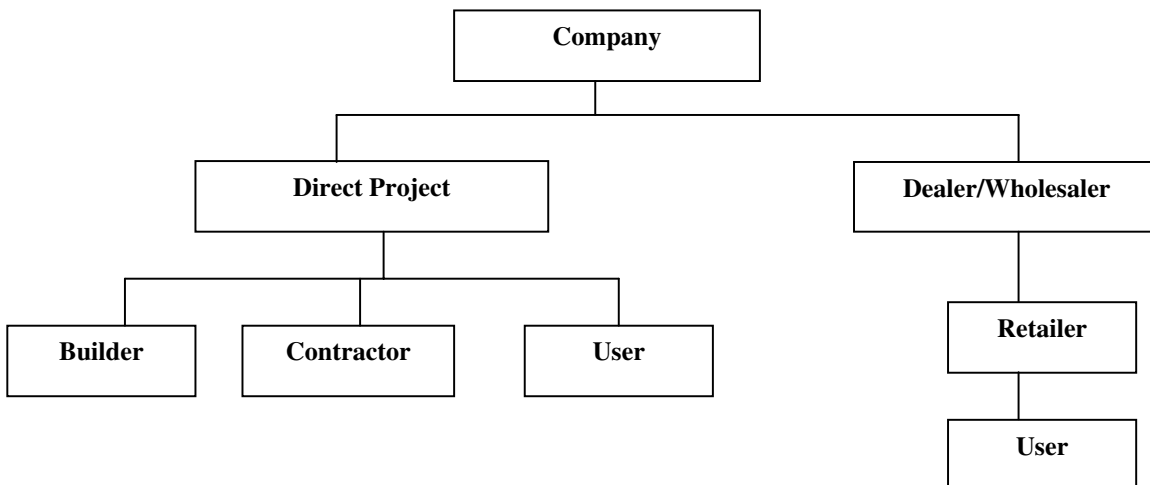 Company
Direct Project
Dealer/Wholesaler
Builder
Contractor
User
Retailer
User